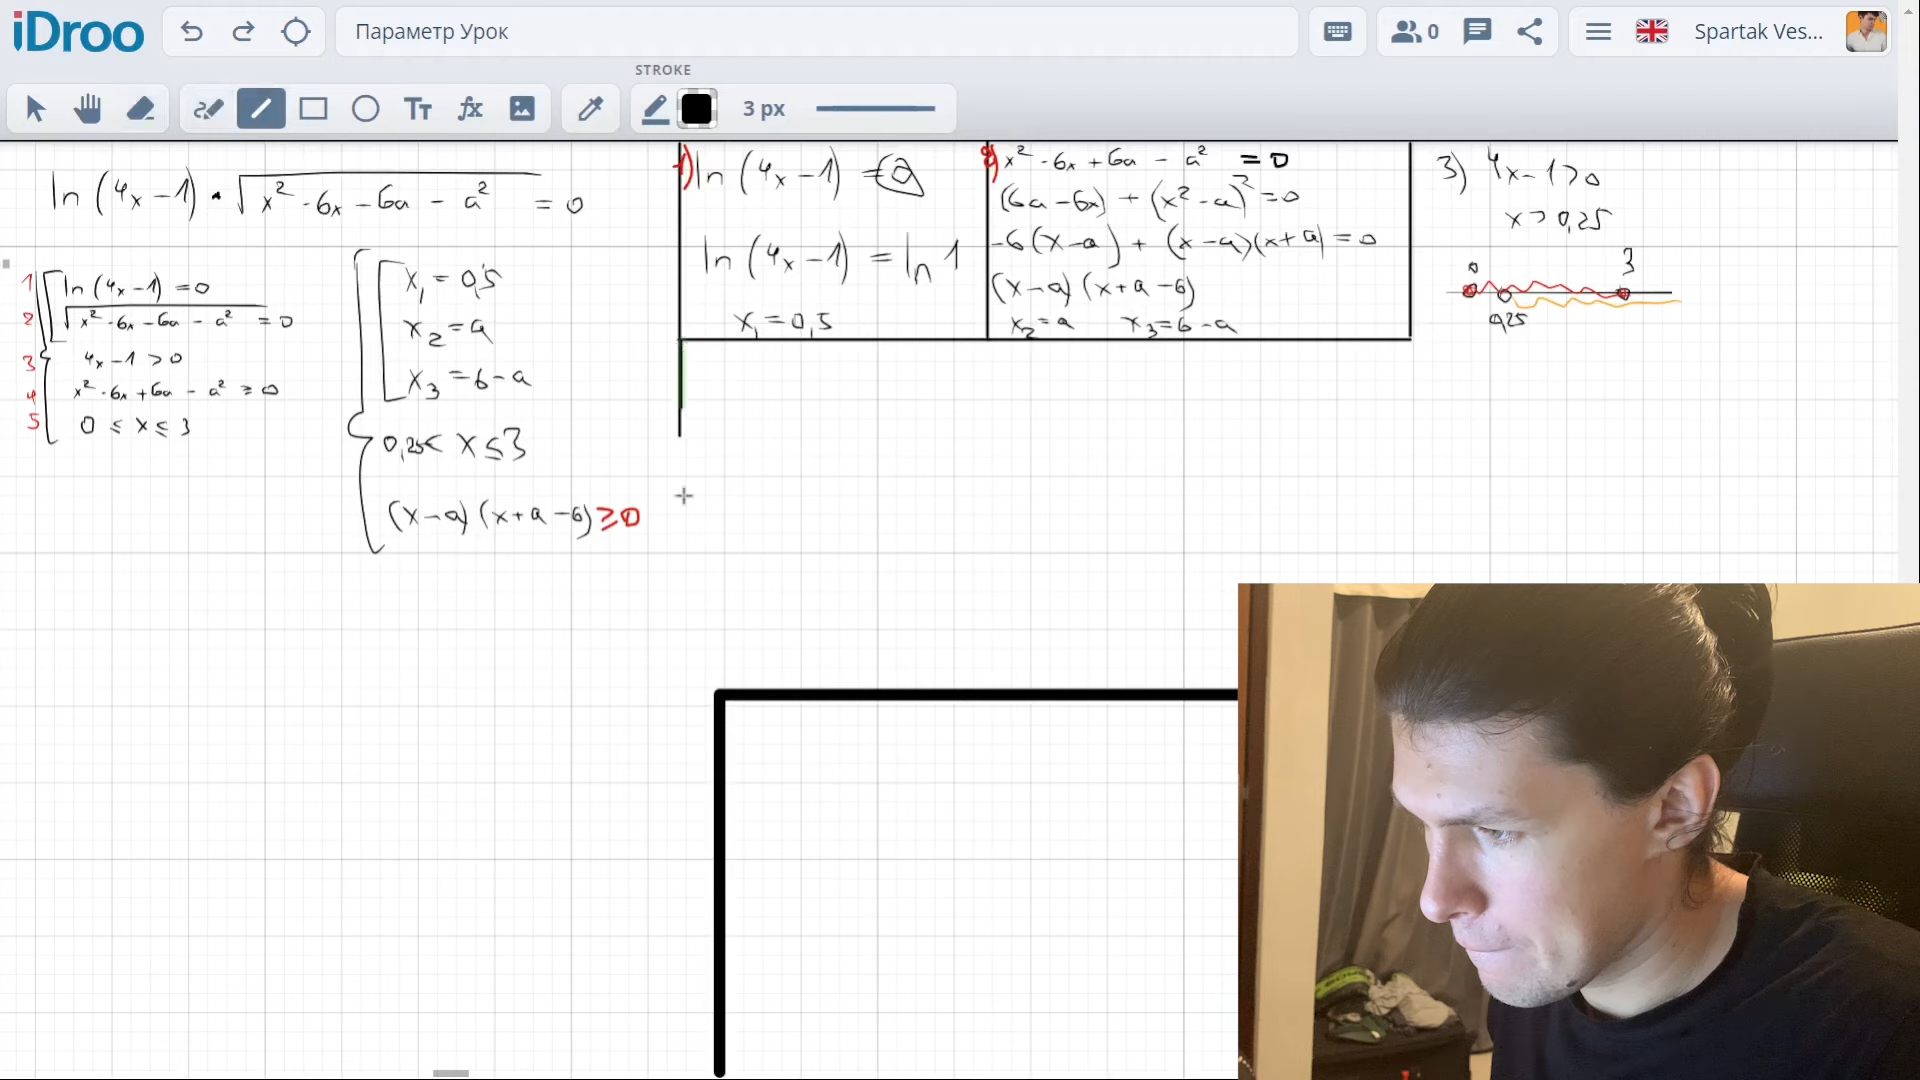 iDroo
Параметр Урок
0
Spartak Ves...
STROKE
Tт
fx
3 px
ln (4x-1) · √x² -6x -6a - a² = 0
1 ln (4x-1) = 0
2 √x² -6x -6a - a² = 0
3 4x -1 > 0
4 x² -6x +6a - a² ≥ 0
5 0 ≤ x ≤ 3
x₁ = 0,5
x₂ = a
x₃ = 6 - a
0,25 < x ≤ 3
(x-a) (x+a-6) ≥ 0
1) ln (4x-1) = 0
ln (4x-1) = ln 1
x₁ = 0,5
2) x² -6x +6a - a² = 0
(6a -6x) + (x² -a)² = 0
-6(x-a) + (x-a)(x+a) = 0
(x-a) (x+a-6)
x₂ = a x₃ = 6 - a
3) 4x -1 > 0
x > 0,25
0 3
0,25